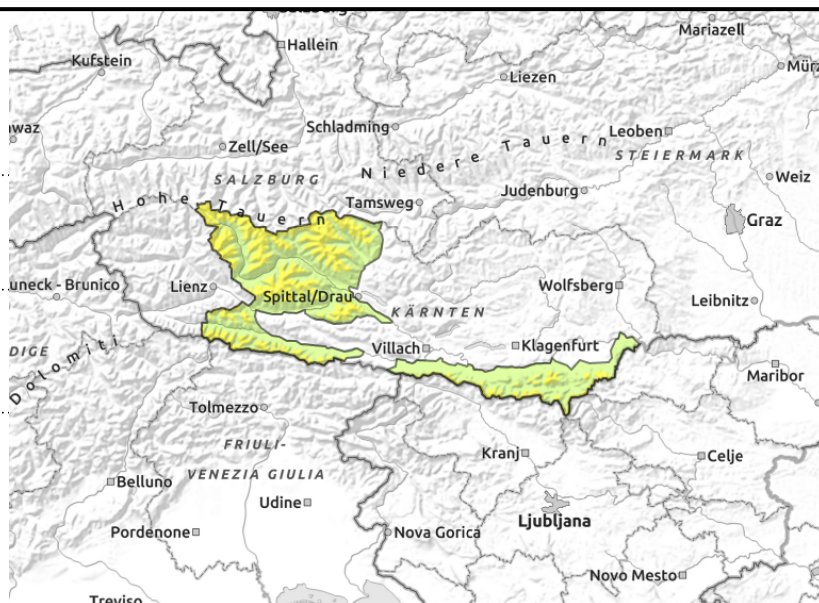 Mariazell
Hallein
Kufstein
Liezen
Mür
waz
Schladming
Leoben
Zell/See
Niedere Tauern
STEIERMARK
SALZBURG
Weiz
Hohe Tauern
Tamsweg
Judenburg
Graz
uneck - Brunico
Lienz
Spittal/Drau
Wolfsberg
Leibnitz
KÄRNTEN
DIGE
Dolomiti
Villach
Klagenfurt
Maribor
Tolmezzo
FRIULI-
VENEZIA GIULIA
Kranj
Celje
Belluno
Udine
Ljubljana
Pordenone
Nova Gorica
Novo Mesto
Treviso